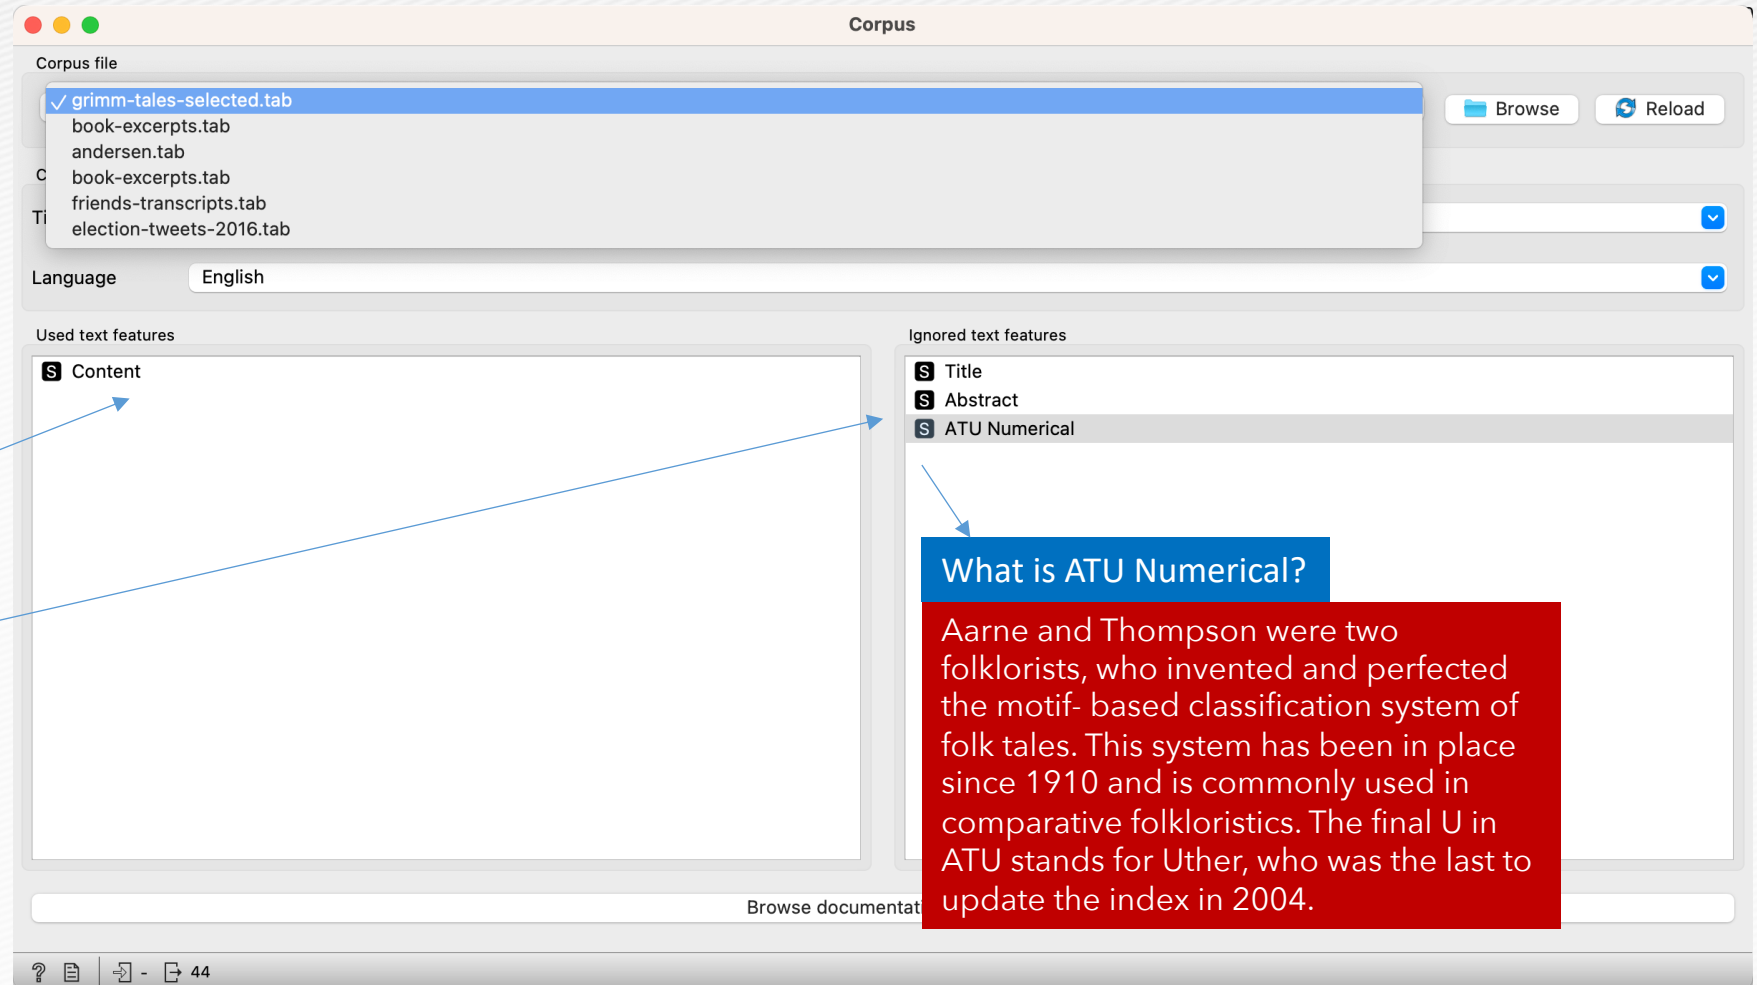 Corpus
Corpus file
✓ grimm-tales-selected.tab
book-excerpts.tab
andersen.tab
book-excerpts.tab
friends-transcripts.tab
election-tweets-2016.tab
Browse
Reload
C
Ti
Language
English
Used text features
S Content
Ignored text features
S Title
S Abstract
S ATU Numerical
What is ATU Numerical?
Aarne and Thompson were two
folklorists, who invented and perfected
the motif- based classification system of
folk tales. This system has been in place
since 1910 and is commonly used in
comparative folkloristics. The final U in
ATU stands for Uther, who was the last to
update the index in 2004.
Browse documentati
? - 44